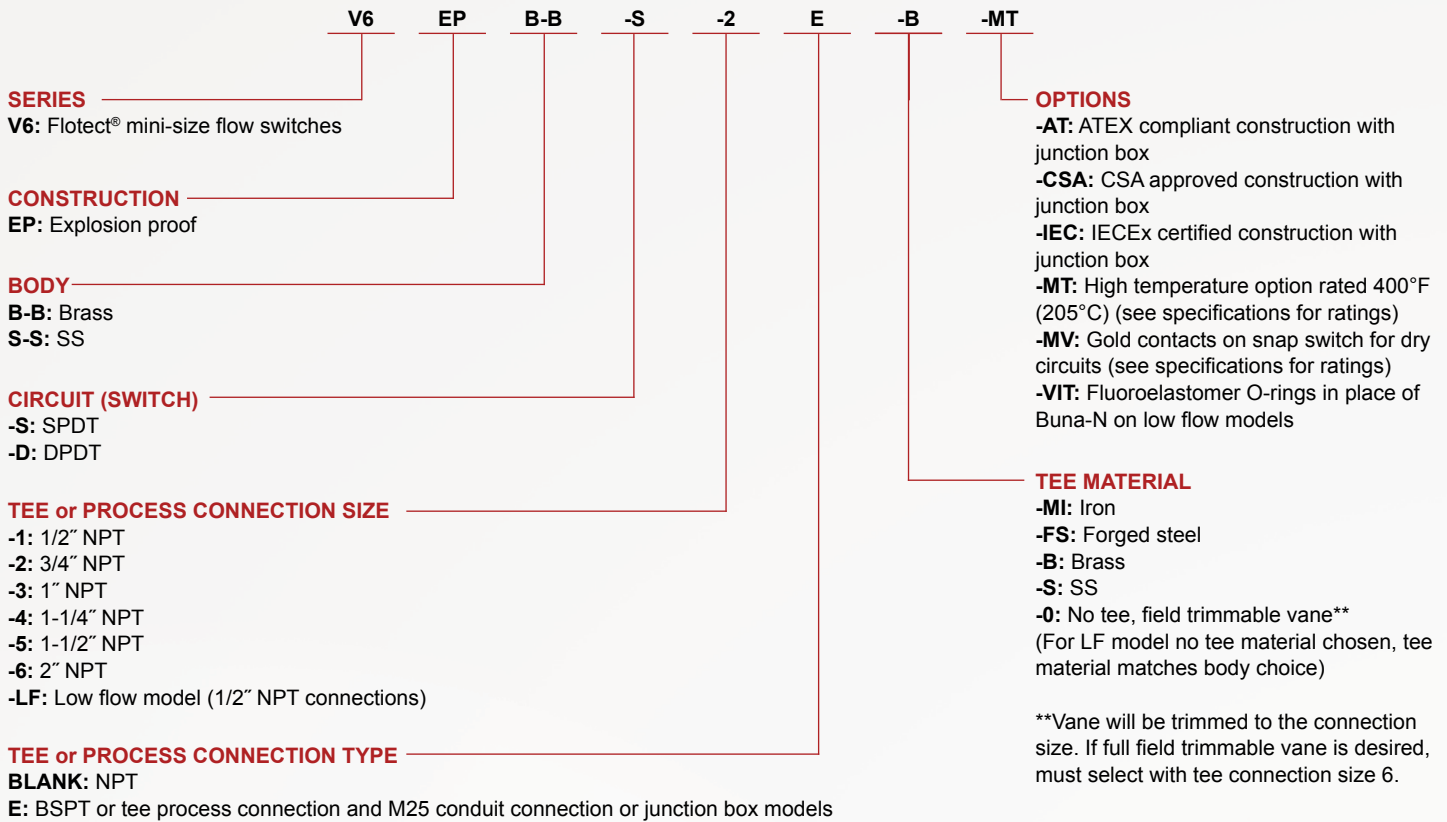 V6 EP B-B -S -2 E -B -MT
SERIES
V6: Flotect® mini-size flow switches
CONSTRUCTION
EP: Explosion proof
BODY
B-B: Brass
S-S: SS
CIRCUIT (SWITCH)
-S: SPDT
-D: DPDT
TEE or PROCESS CONNECTION SIZE
-1: 1/2˝ NPT
-2: 3/4˝ NPT
-3: 1˝ NPT
-4: 1-1/4˝ NPT
-5: 1-1/2˝ NPT
-6: 2˝ NPT
-LF: Low flow model (1/2˝ NPT connections)
TEE or PROCESS CONNECTION TYPE
BLANK: NPT
E: BSPT or tee process connection and M25 conduit connection or junction box models
OPTIONS
-AT: ATEX compliant construction with
junction box
-CSA: CSA approved construction with
junction box
-IEC: IECEx certified construction with
junction box
-MT: High temperature option rated 400°F
(205°C) (see specifications for ratings)
-MV: Gold contacts on snap switch for dry
circuits (see specifications for ratings)
-VIT: Fluoroelastomer O-rings in place of
Buna-N on low flow models
TEE MATERIAL
-MI: Iron
-FS: Forged steel
-B: Brass
-S: SS
-0: No tee, field trimmable vane**
(For LF model no tee material chosen, tee
material matches body choice)
**Vane will be trimmed to the connection
size. If full field trimmable vane is desired,
must select with tee connection size 6.